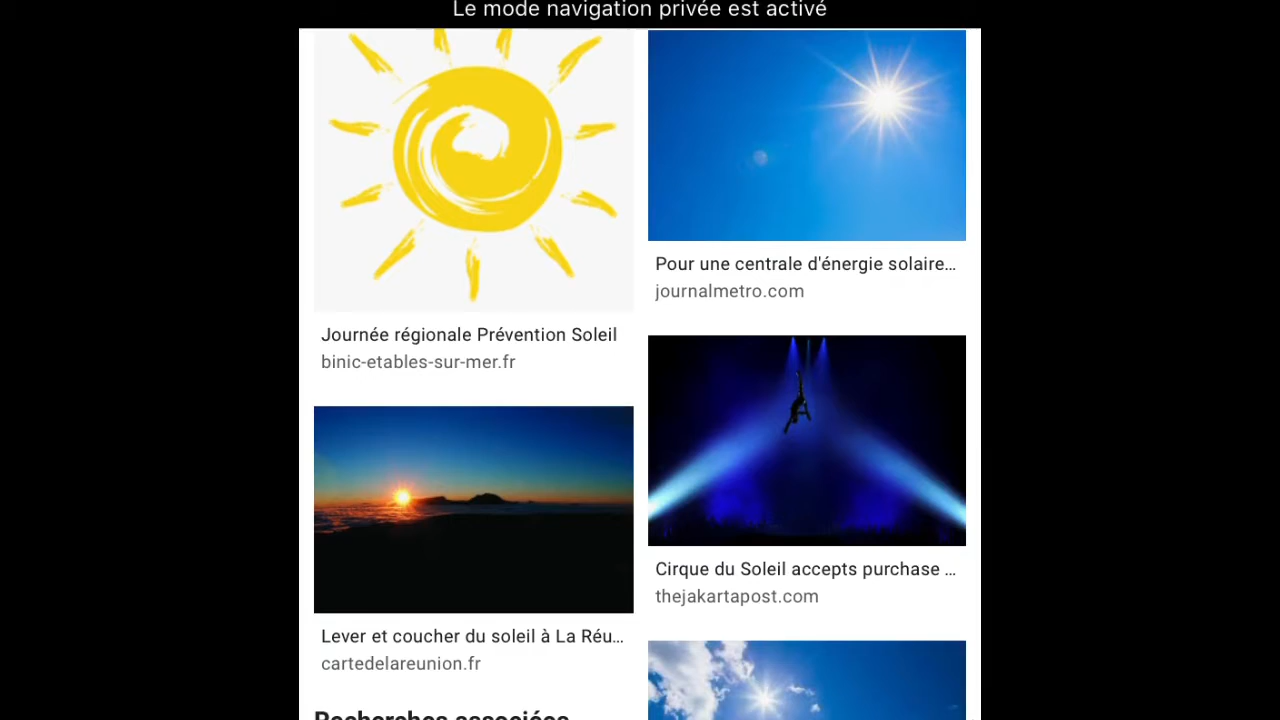 Le mode navigation privée est activé
Journée régionale Prévention Soleil
binic-etables-sur-mer.fr
Lever et coucher du soleil à La Réu...
cartedelareunion.fr
Recherches associées
Pour une centrale d'énergie solaire...
journalmetro.com
Cirque du Soleil accepts purchase ...
thejakartapost.com